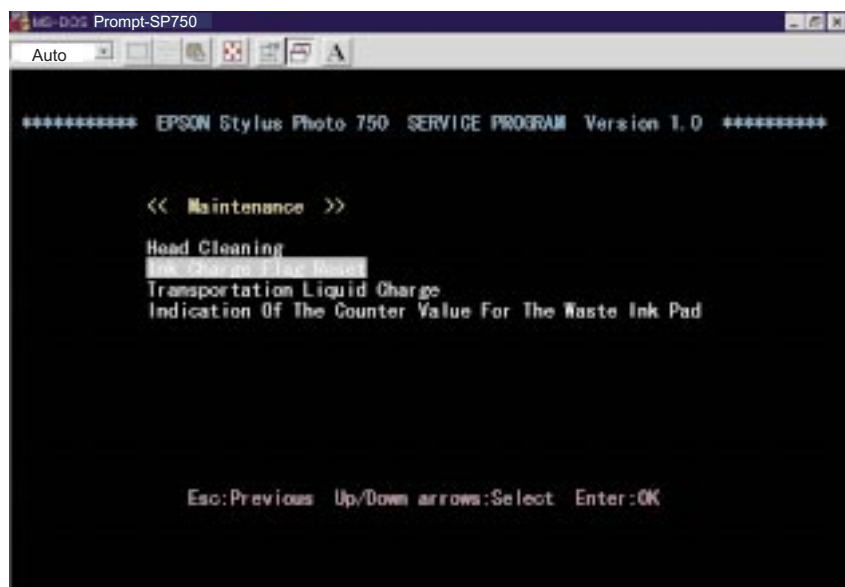 MS-DOS Prompt-SP750
Auto
A
*********** EPSON Stylus Photo 750 SERVICE PROGRAM Version 1.0 **********
<< Maintenance >>
Head Cleaning
Ink Charge Flag Reset
Transportation Liquid Charge
Indication Of The Counter Value For The Waste Ink Pad
Esc:Previous Up/Down arrows:Select Enter:OK